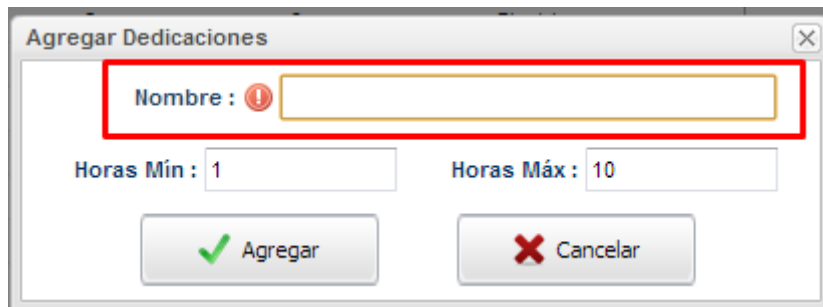 Agregar Dedicaciones
Nombre :
Horas Mín : 1 Horas Máx : 10
Agregar Cancelar